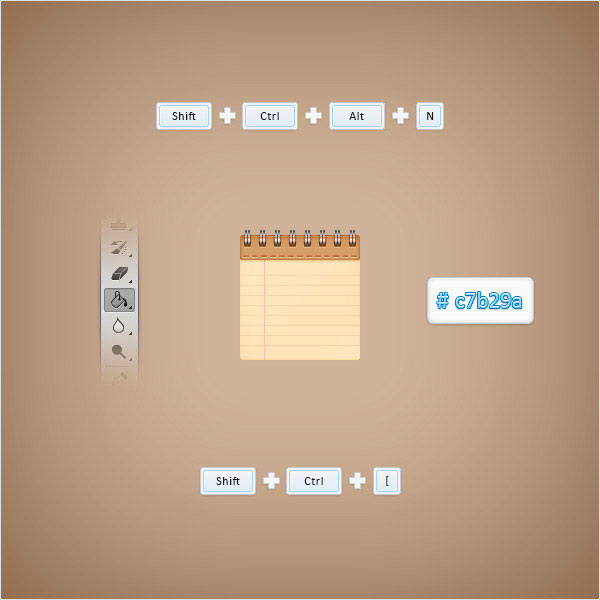 Shift + Ctrl + Alt + N
# c7b29a
Shift + Ctrl + [